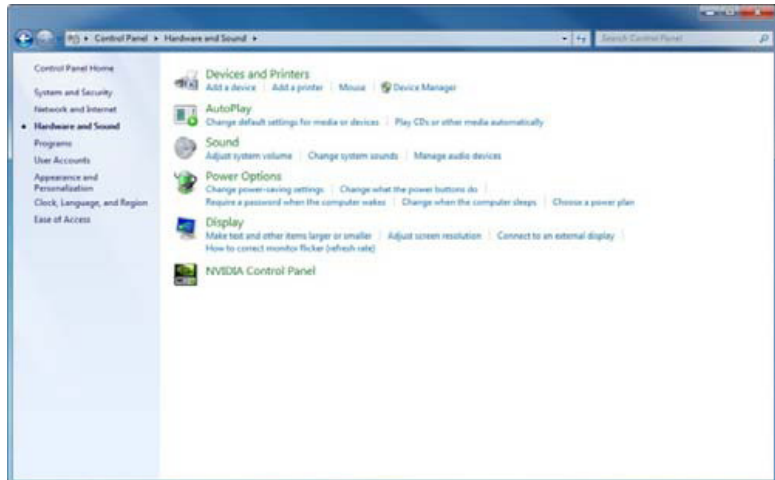 Control Panel ▸ Hardware and Sound ▸
Search Control Panel
Control Panel Home
System and Security
Network and Internet
Hardware and Sound
Programs
User Accounts
Appearance and
Personalization
Clock, Language, and Region
Ease of Access
Devices and Printers
Add a device | Add a printer | Mouse | Device Manager
AutoPlay
Change default settings for media or devices | Play CDs or other media automatically
Sound
Adjust system volume | Change system sounds | Manage audio devices
Power Options
Change power-saving settings | Change what the power buttons do |
Require a password when the computer wakes | Change when the computer sleeps | Choose a power plan
Display
Make text and other items larger or smaller | Adjust screen resolution | Connect to an external display |
How to correct monitor flicker (refresh rate)
NVIDIA Control Panel